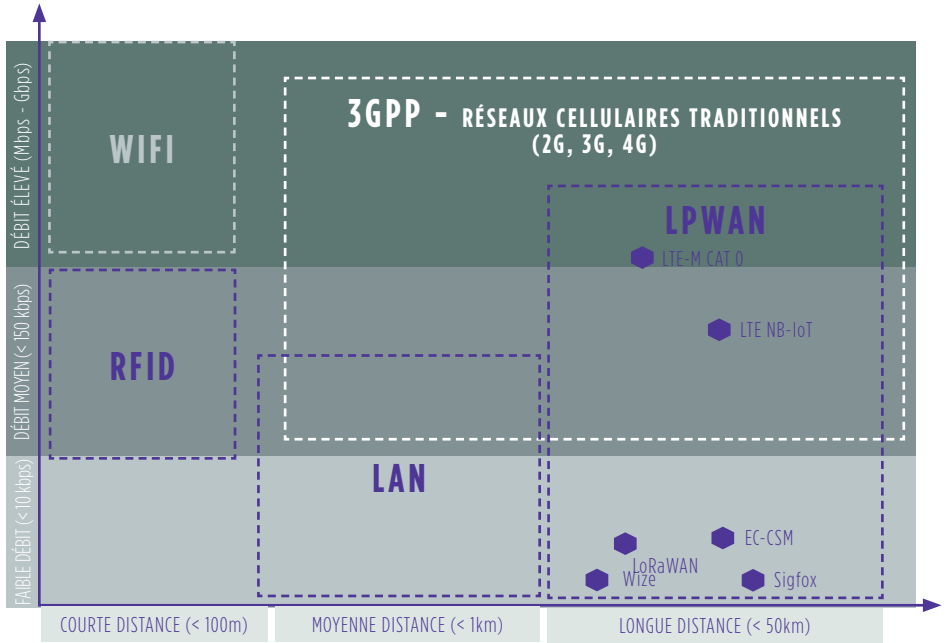 DÉBIT ÉLEVÉ (Mbps - Gbps)
WIFI
3GPP - RÉSEAUX CELLULAIRES TRADITIONNELS
(2G, 3G, 4G)
LPWAN
LTE-M CAT 0
DÉBIT MOYEN (< 150 kbps)
RFID
LTE NB-IoT
FAIBLE DÉBIT (< 10 kbps)
LAN
EC-CSM
LoRaWAN
Wize
Sigfox
COURTE DISTANCE (< 100m)
MOYENNE DISTANCE (< 1km)
LONGUE DISTANCE (< 50km)